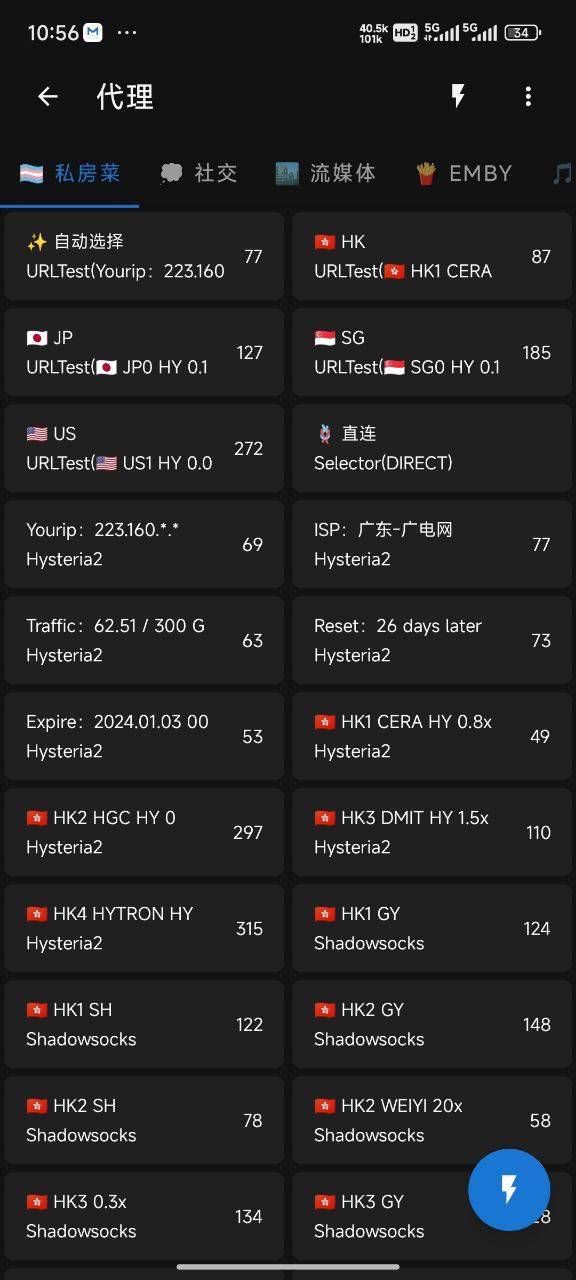 10:56
40.5k
101k
HD 1 2
5G
5G
34
代理
私房菜
社交
流媒体
EMBY
自动选择
URLTest(Yourip：223.160
77
HK
URLTest(🇭🇰 HK1 CERA
87
JP
URLTest(🇯🇵 JP0 HY 0.1
127
SG
URLTest(🇸🇬 SG0 HY 0.1
185
US
URLTest(🇺🇸 US1 HY 0.0
272
直连
Selector(DIRECT)
Yourip：223.160.*.*
Hysteria2
69
ISP：广东-广电网
Hysteria2
77
Traffic：62.51 / 300 G
Hysteria2
63
Reset：26 days later
Hysteria2
73
Expire：2024.01.03 00
Hysteria2
53
HK1 CERA HY 0.8x
Hysteria2
49
HK2 HGC HY 0
Hysteria2
297
HK3 DMIT HY 1.5x
Hysteria2
110
HK4 HYTRON HY
Hysteria2
315
HK1 GY
Shadowsocks
124
HK1 SH
Shadowsocks
122
HK2 GY
Shadowsocks
148
HK2 SH
Shadowsocks
78
HK2 WEIYI 20x
Shadowsocks
58
HK3 0.3x
Shadowsocks
134
HK3 GY
Shadowsocks